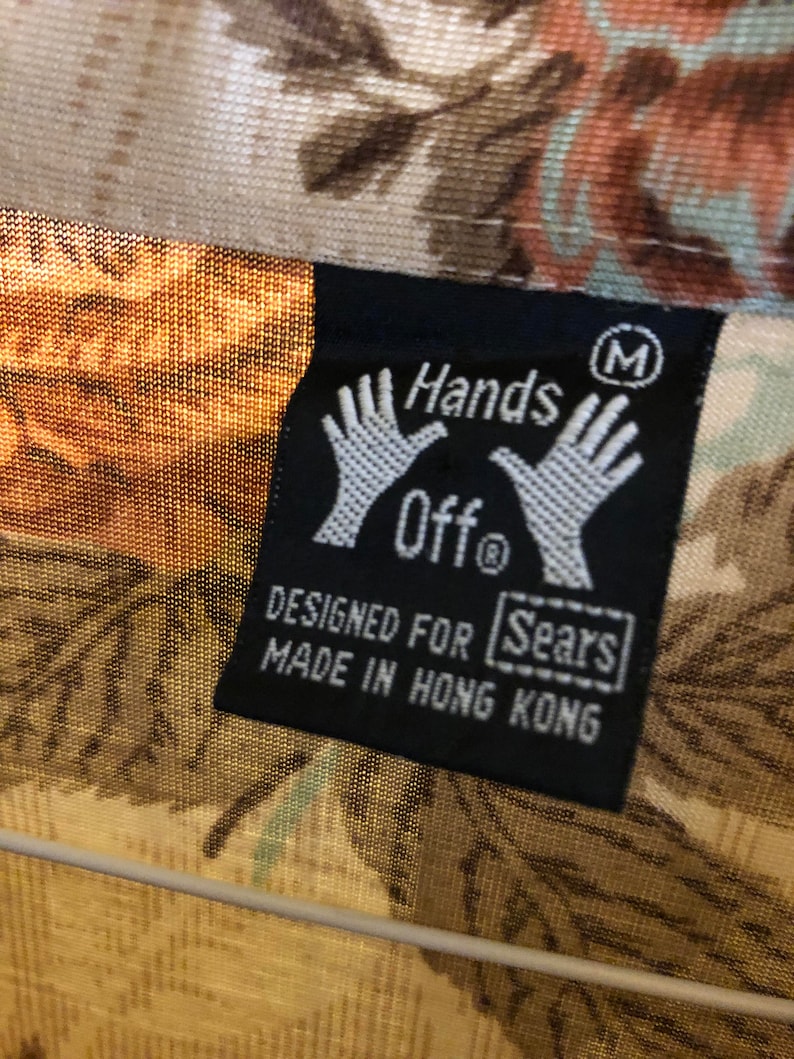 M
Hands
Off®
DESIGNED FOR Sears
MADE IN HONG KONG